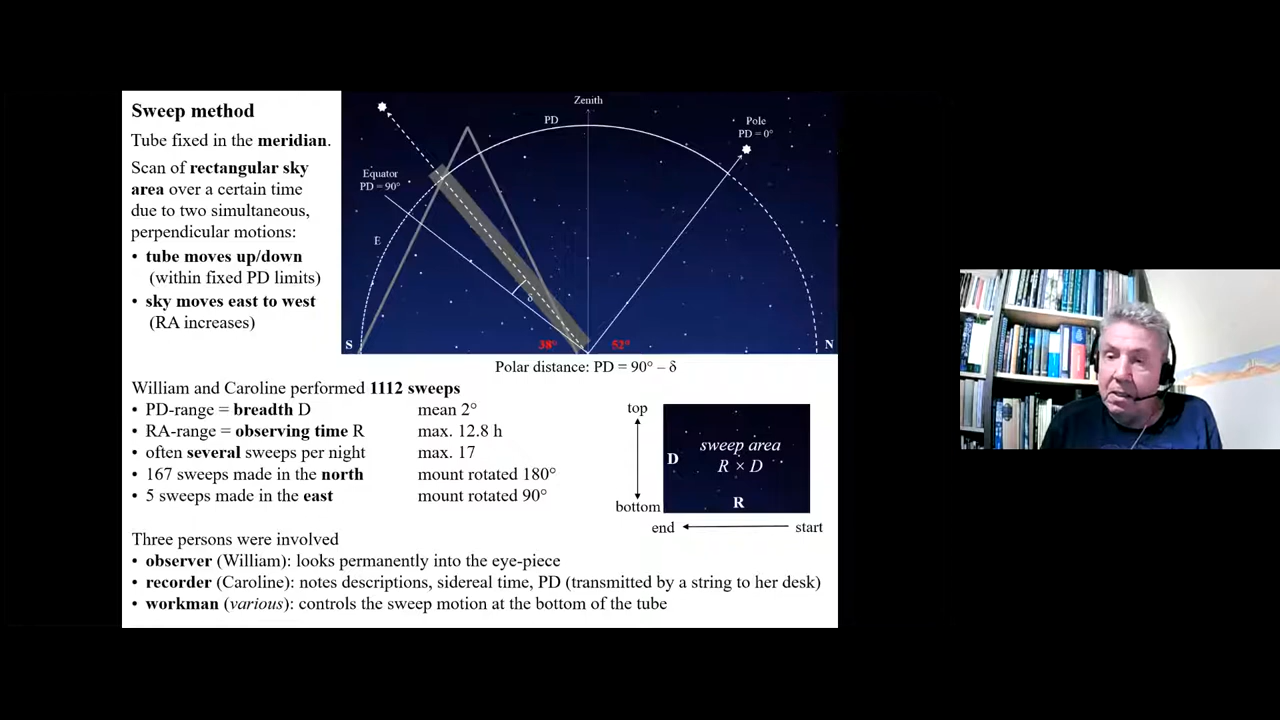 Sweep method
Tube fixed in the meridian.
Scan of rectangular sky
area over a certain time
due to two simultaneous,
perpendicular motions:
• tube moves up/down
(within fixed PD limits)
• sky moves east to west
(RA increases)
Zenith
PD
Pole
PD = 0°
Equator
PD = 90°
E
δ
S
38°
52°
N
Polar distance: PD = 90° – δ
William and Caroline performed 1112 sweeps
• PD-range = breadth D mean 2°
• RA-range = observing time R max. 12.8 h
• often several sweeps per night max. 17
• 167 sweeps made in the north mount rotated 180°
• 5 sweeps made in the east mount rotated 90°
top
sweep area
D
R × D
R
bottom
end
start
Three persons were involved
• observer (William): looks permanently into the eye-piece
• recorder (Caroline): notes descriptions, sidereal time, PD (transmitted by a string to her desk)
• workman (various): controls the sweep motion at the bottom of the tube